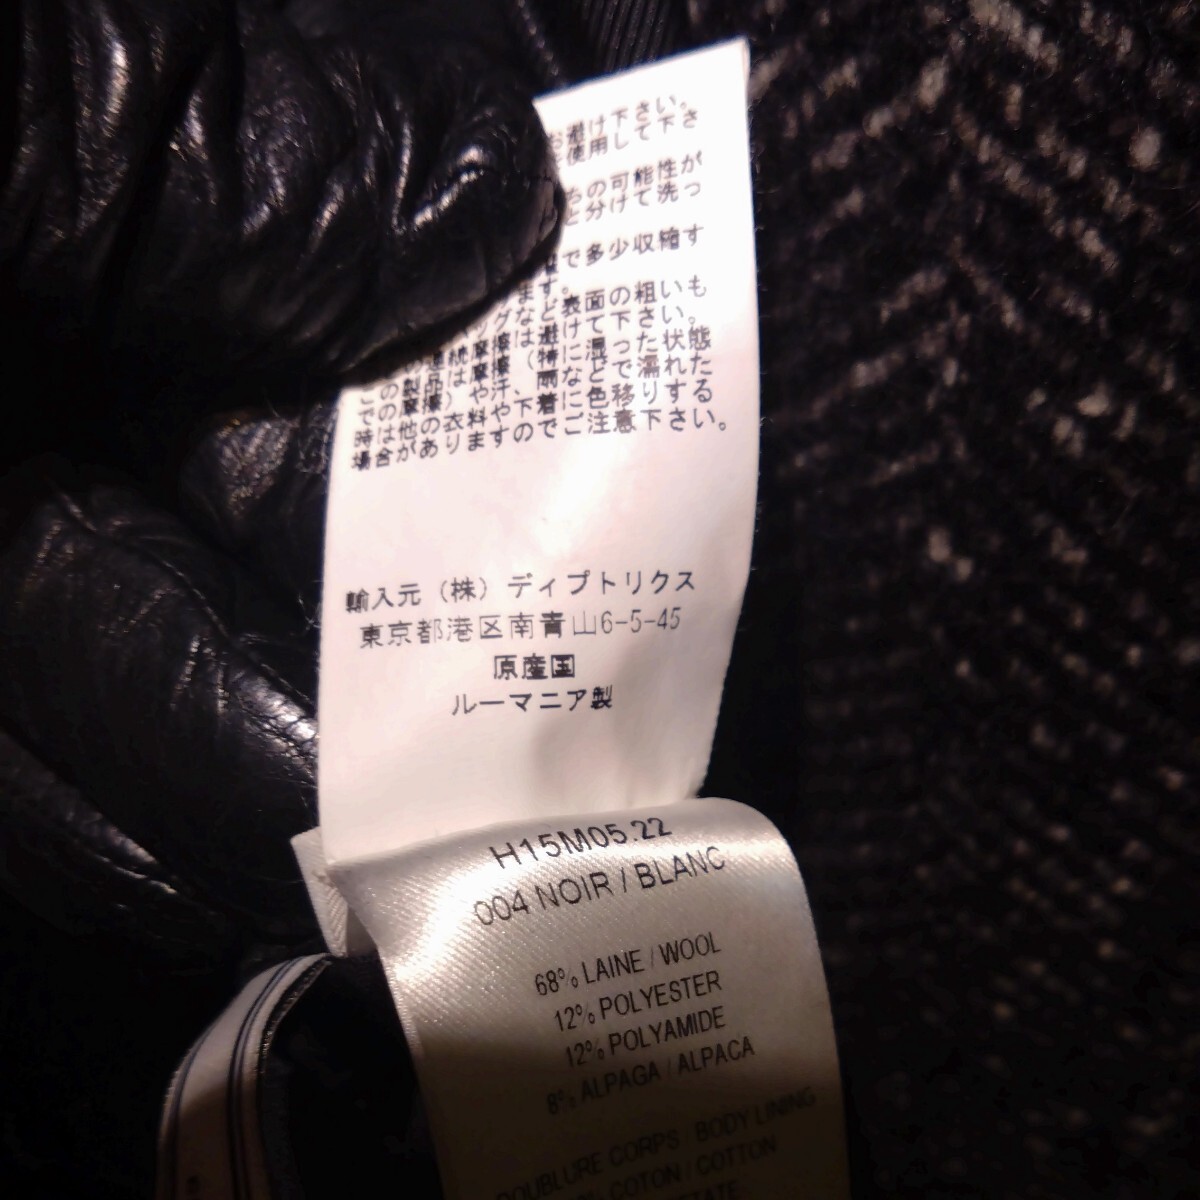 避け下さい。
使用して下さ
の可能性が
と分けて洗っ
で多少収縮す
ます。
ッグなど表面の粗いも
連続摩擦は避けて下さい。
この製品は摩擦（特に湿った状態
での摩擦）や汗、雨などで濡れた
時は他の衣料や下着に色移りする
場合がありますのでご注意下さい。
輸入元（株）ディプトリクス
東京都港区南青山6-5-45
原産国
ルーマニア製
H15M05.22
004 NOIR / BLANC
68% LAINE / WOOL
12% POLYESTER
12% POLYAMIDE
8% ALPAGA / ALPACA
DOUBLURE CORPS BODY LINING
COTON / COTTON